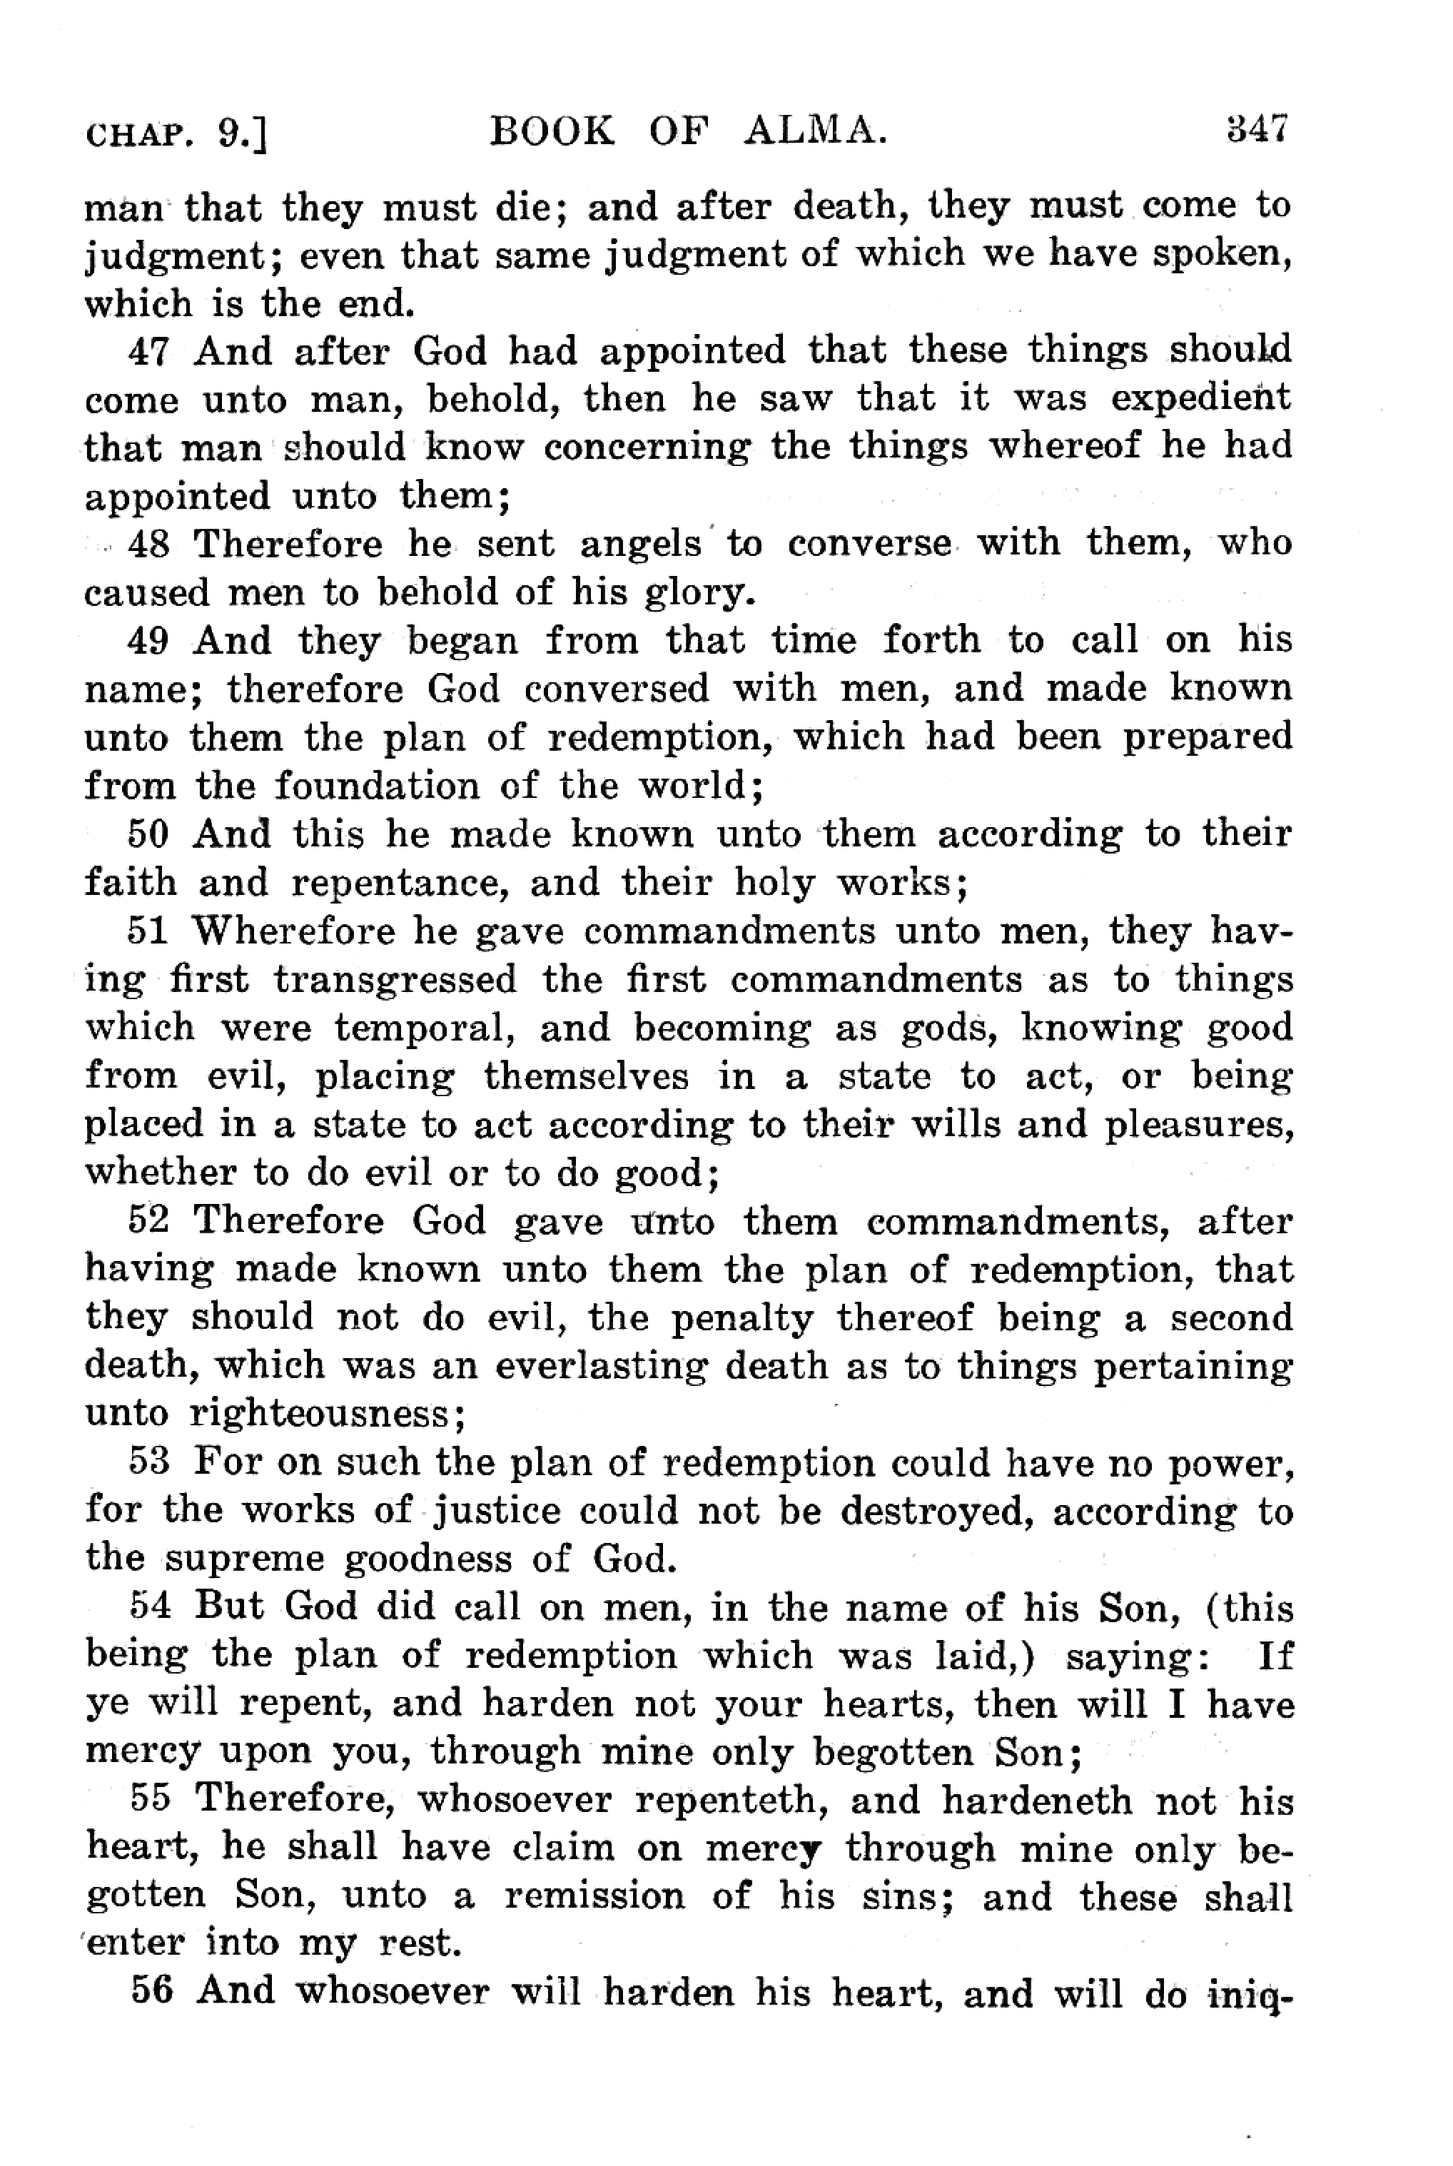 CHAP. 9.] BOOK OF ALMA. 347
man that they must die; and after death, they must come to
judgment; even that same judgment of which we have spoken,
which is the end.
47 And after God had appointed that these things should
come unto man, behold, then he saw that it was expedient
that man should know concerning the things whereof he had
appointed unto them;
48 Therefore he sent angels to converse with them, who
caused men to behold of his glory.
49 And they began from that time forth to call on his
name; therefore God conversed with men, and made known
unto them the plan of redemption, which had been prepared
from the foundation of the world;
50 And this he made known unto them according to their
faith and repentance, and their holy works;
51 Wherefore he gave commandments unto men, they hav-
ing first transgressed the first commandments as to things
which were temporal, and becoming as gods, knowing good
from evil, placing themselves in a state to act, or being
placed in a state to act according to their wills and pleasures,
whether to do evil or to do good;
52 Therefore God gave unto them commandments, after
having made known unto them the plan of redemption, that
they should not do evil, the penalty thereof being a second
death, which was an everlasting death as to things pertaining
unto righteousness;
53 For on such the plan of redemption could have no power,
for the works of justice could not be destroyed, according to
the supreme goodness of God.
54 But God did call on men, in the name of his Son, (this
being the plan of redemption which was laid,) saying: If
ye will repent, and harden not your hearts, then will I have
mercy upon you, through mine only begotten Son;
55 Therefore, whosoever repenteth, and hardeneth not his
heart, he shall have claim on mercy through mine only be-
gotten Son, unto a remission of his sins; and these shall
enter into my rest.
56 And whosoever will harden his heart, and will do iniq-